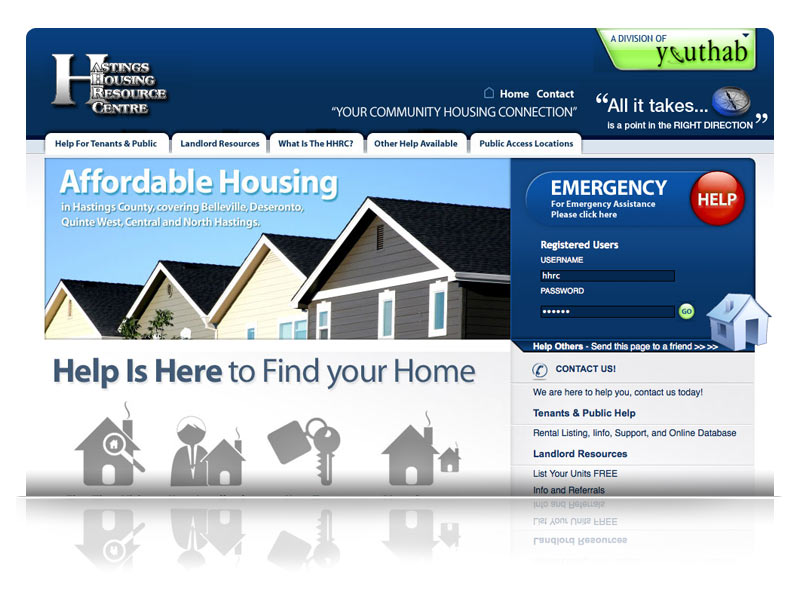 A DIVISION OF
youthab
HASTINGS
HOUSING
RESOURCE
CENTRE
Home Contact
"YOUR COMMUNITY HOUSING CONNECTION"
"All it takes...
is a point in the RIGHT DIRECTION"
Help For Tenants & Public
Landlord Resources
What Is The HHRC?
Other Help Available
Public Access Locations
Affordable Housing
in Hastings County, covering Belleville, Deseronto,
Quinte West, Central and North Hastings.
EMERGENCY
For Emergency Assistance
Please click here
HELP
Registered Users
USERNAME
hhrc
PASSWORD
••••••
GO
Help Others - Send this page to a friend >> >>
Help Is Here to Find your Home
CONTACT US!
We are here to help you, contact us today!
Tenants & Public Help
Rental Listing, Iinfo, Support, and Online Database
Landlord Resources
List Your Units FREE
Info and Referrals